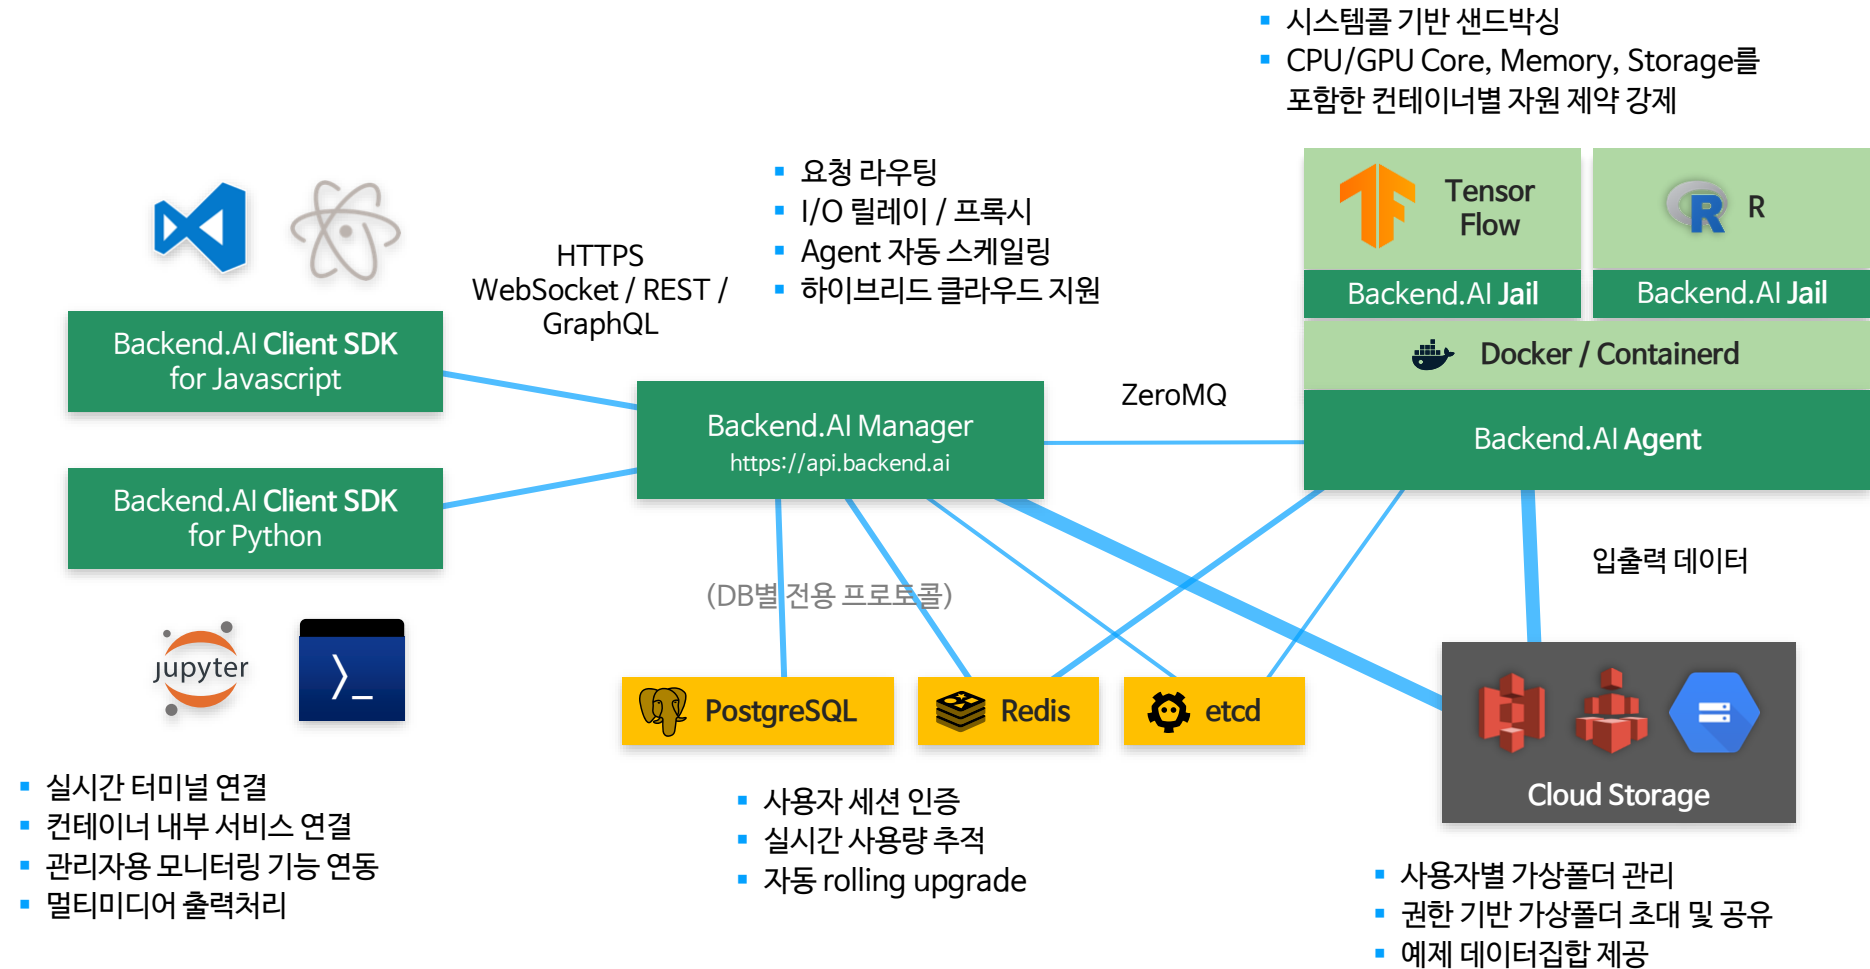 시스템콜 기반 샌드박싱
CPU/GPU Core, Memory, Storage를
포함한 컨테이너별 자원 제약 강제
요청 라우팅
I/O 릴레이 / 프록시
Agent 자동 스케일링
하이브리드 클라우드 지원
HTTPS
WebSocket / REST /
GraphQL
Tensor
Flow
R
R
Backend.AI Jail
Backend.AI Jail
Docker / Containerd
Backend.AI Agent
Backend.AI Client SDK
for Javascript
Backend.AI Manager
https://api.backend.ai
ZeroMQ
Backend.AI Client SDK
for Python
(DB별 전용 프로토콜)
입출력 데이터
jupyter
PostgreSQL
Redis
etcd
Cloud Storage
실시간 터미널 연결
컨테이너 내부 서비스 연결
관리자용 모니터링 기능 연동
멀티미디어 출력처리
사용자 세션 인증
실시간 사용량 추적
자동 rolling upgrade
사용자별 가상폴더 관리
권한 기반 가상폴더 초대 및 공유
예제 데이터집합 제공